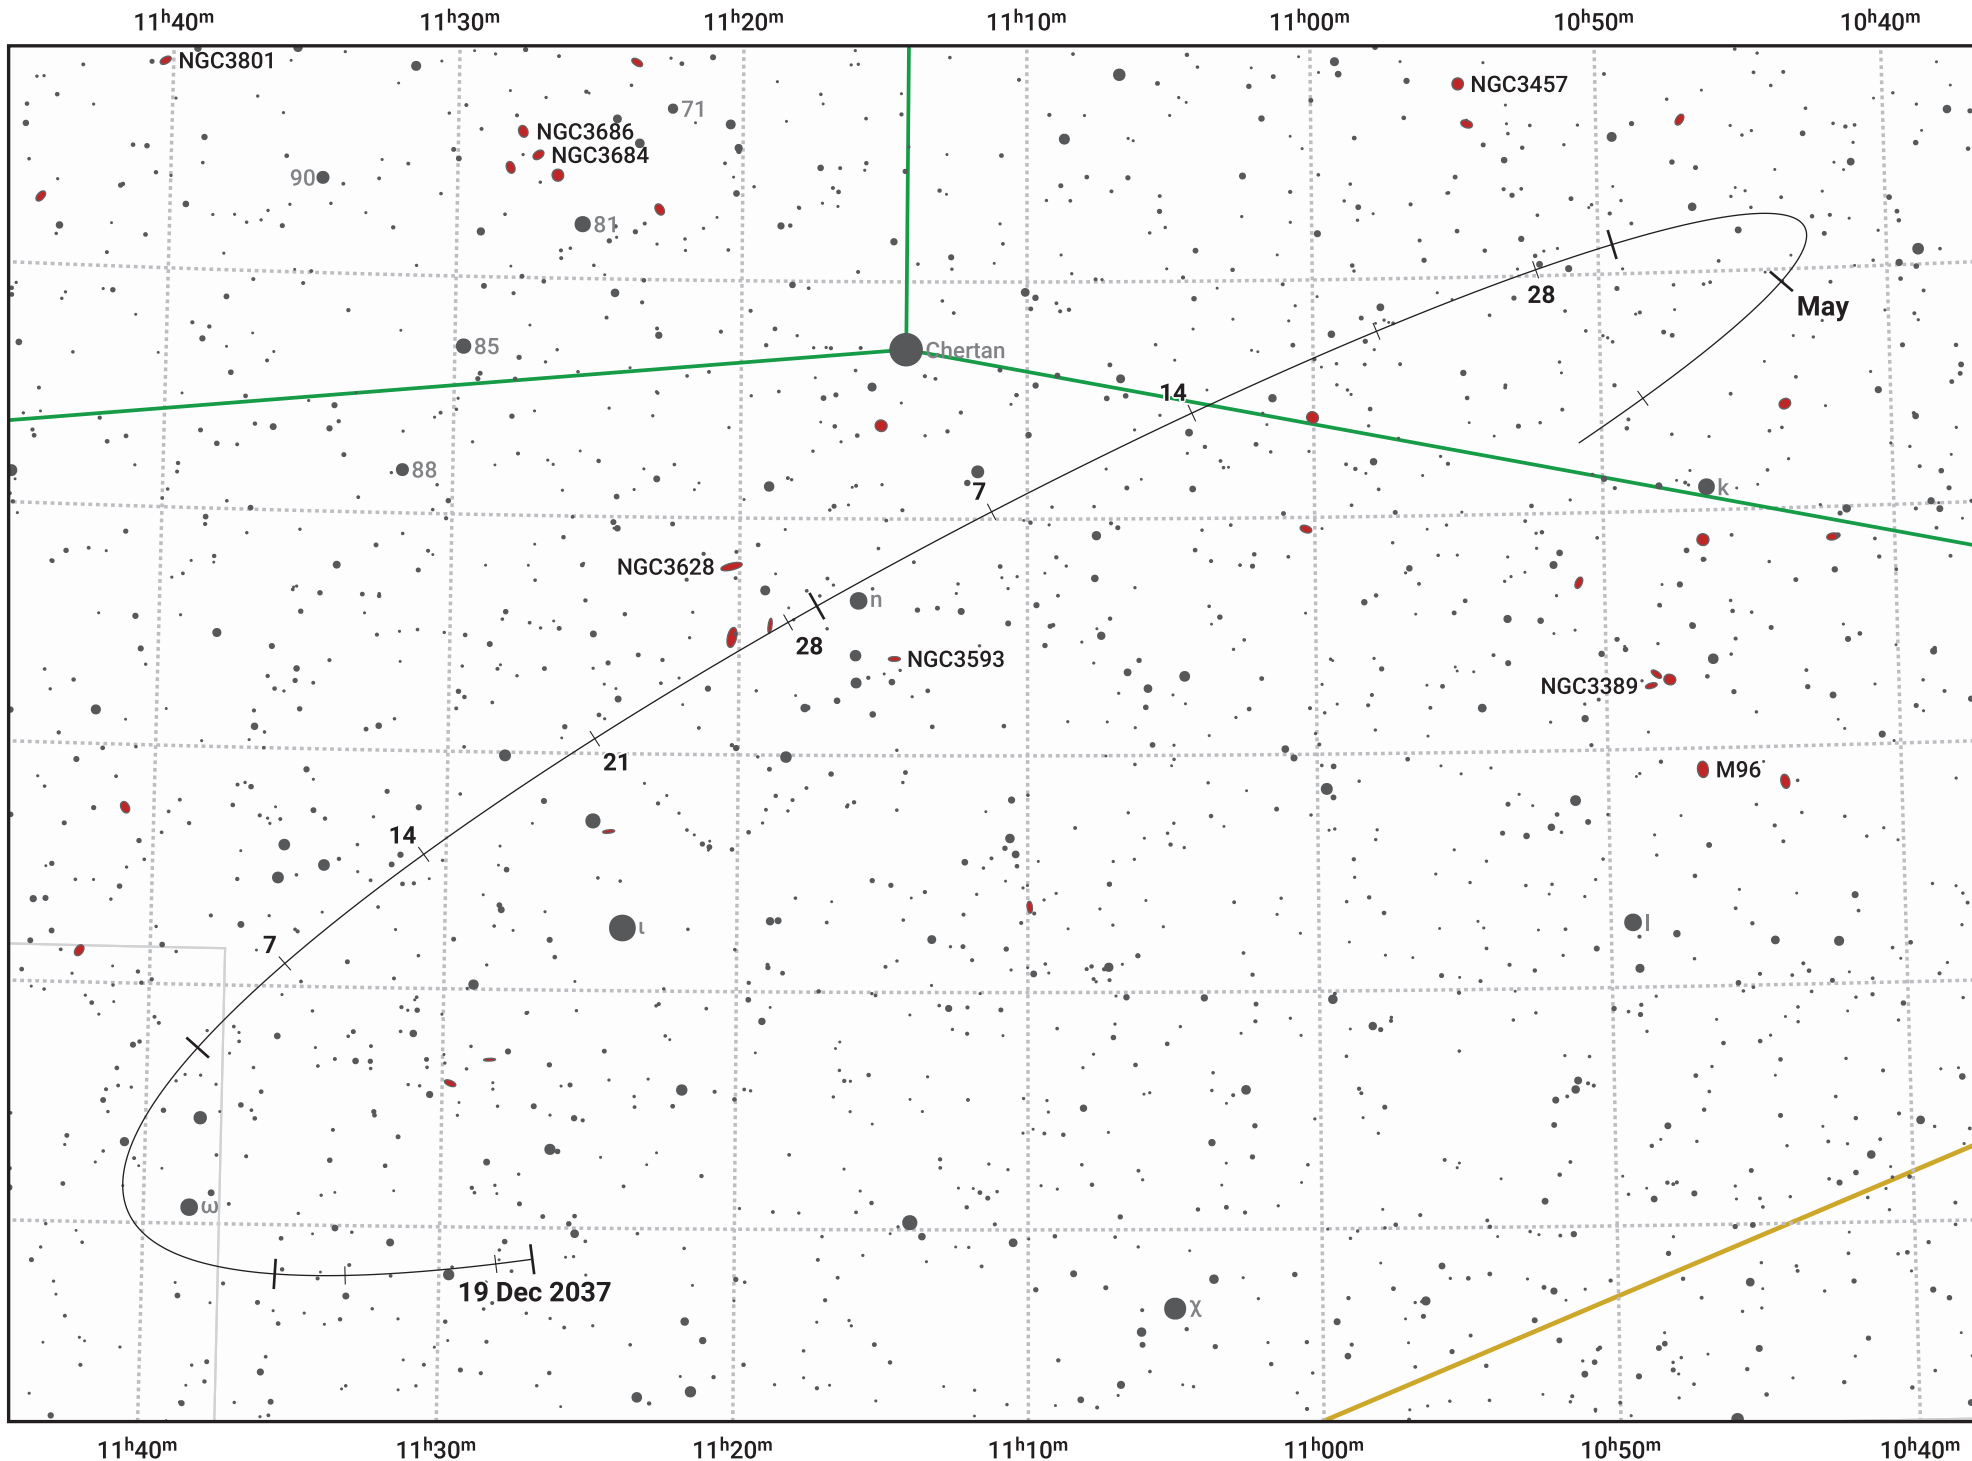 11ʰ40ᵐ 11ʰ30ᵐ 11ʰ20ᵐ 11ʰ10ᵐ 11ʰ00ᵐ 10ʰ50ᵐ 10ʰ40ᵐ
NGC3801
NGC3457
71
NGC3686
NGC3684
90
81
28
May
85
Chertan
14
88
7
k
NGC3628
n
28
NGC3593
NGC3389
21
M96
14
ι
l
7
ω
19 Dec 2037
χ
11ʰ40ᵐ 11ʰ30ᵐ 11ʰ20ᵐ 11ʰ10ᵐ 11ʰ00ᵐ 10ʰ50ᵐ 10ʰ40ᵐ